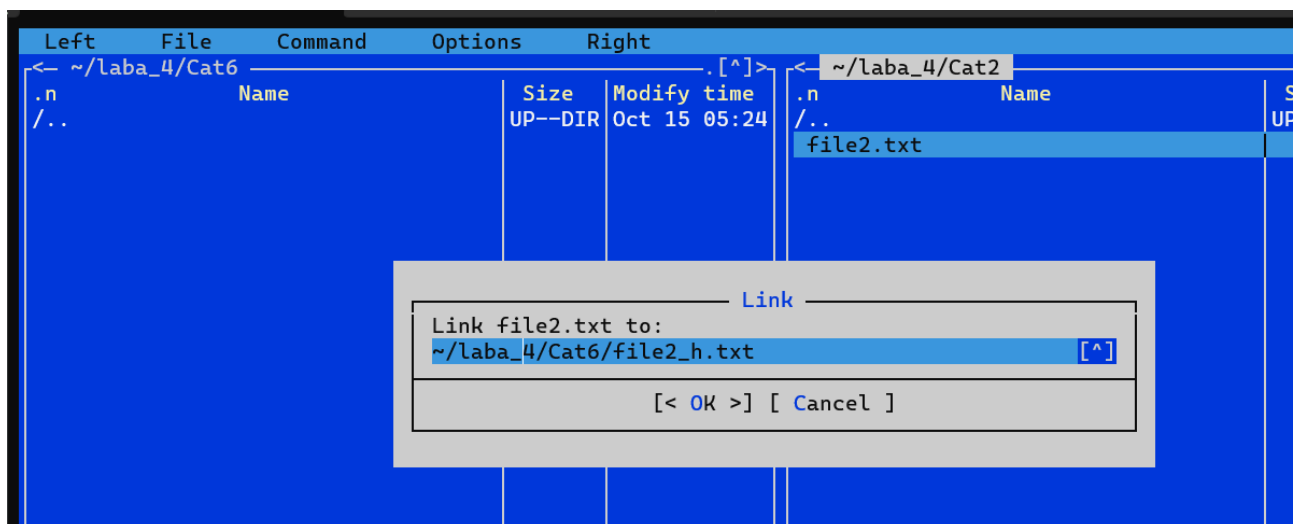 Left File Command Options Right
<— ~/laba_4/Cat6 .[^]> <— ~/laba_4/Cat2
.n Name Size Modify time .n Name S
/.. UP--DIR Oct 15 05:24 /.. UP
file2.txt
Link
Link file2.txt to:
~/laba_4/Cat6/file2_h.txt [^]
[< OK >] [ Cancel ]